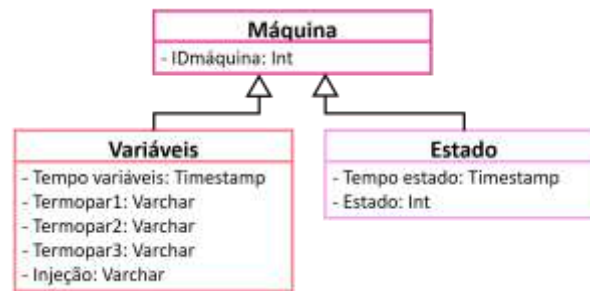 Máquina
- IDmáquina: Int
Variáveis
- Tempo variáveis: Timestamp
- Termopar1: Varchar
- Termopar2: Varchar
- Termopar3: Varchar
- Injeção: Varchar
Estado
- Tempo estado: Timestamp
- Estado: Int